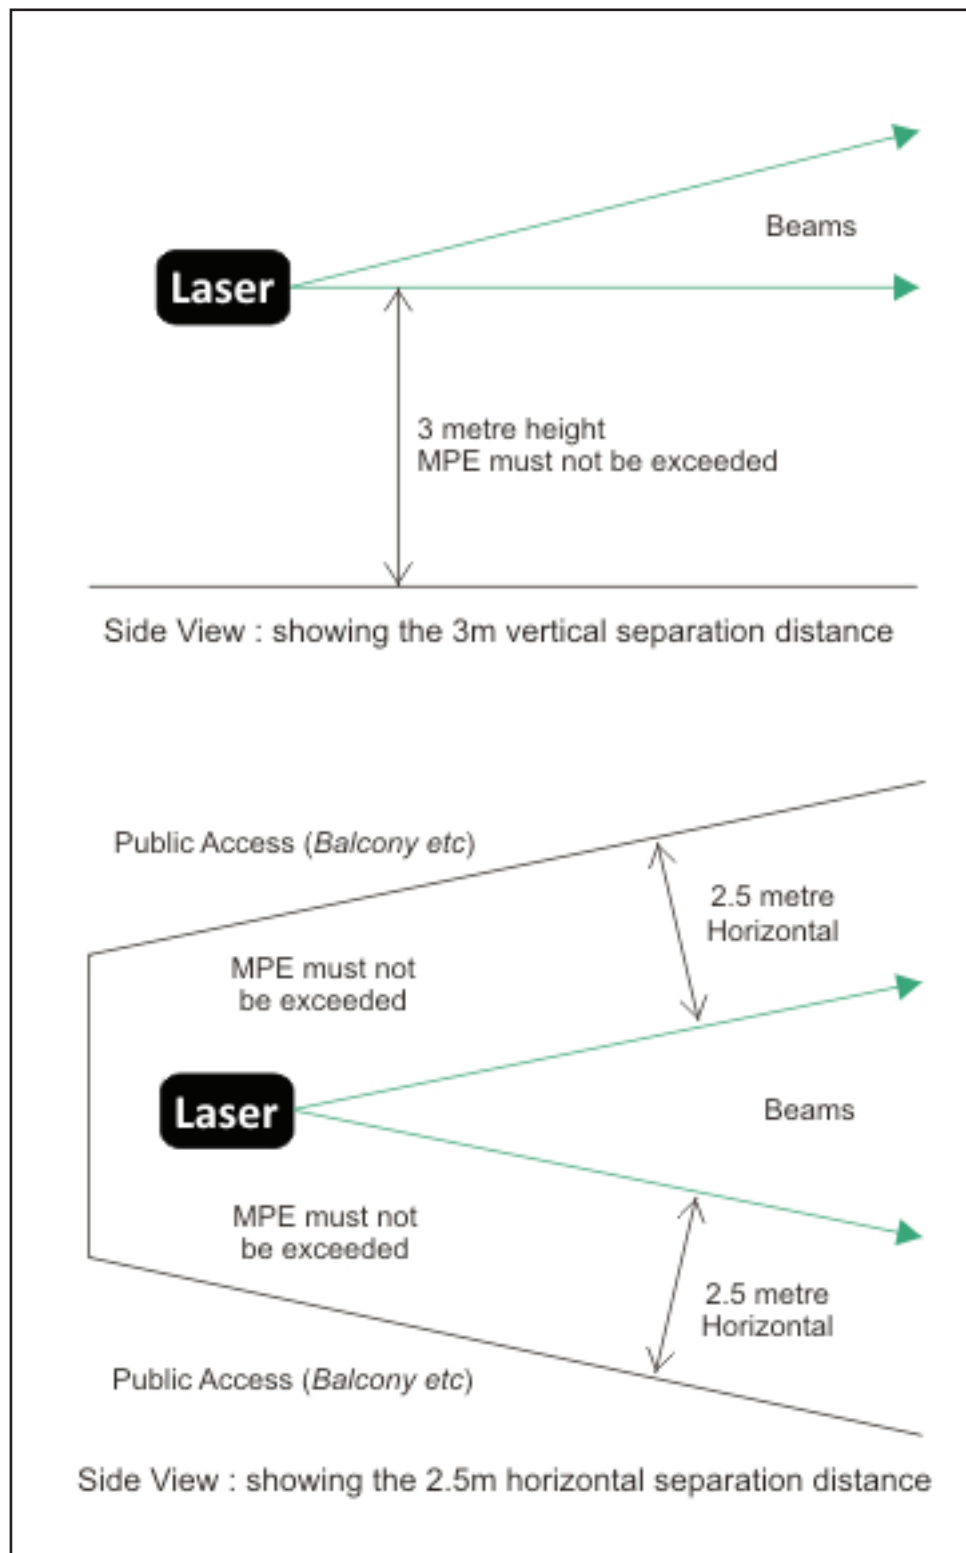 Beams
Laser
3 metre height
MPE must not be exceeded
Side View : showing the 3m vertical separation distance
Public Access (Balcony etc)
2.5 metre
Horizontal
MPE must not
be exceeded
Laser
Beams
MPE must not
be exceeded
2.5 metre
Horizontal
Public Access (Balcony etc)
Side View : showing the 2.5m horizontal separation distance